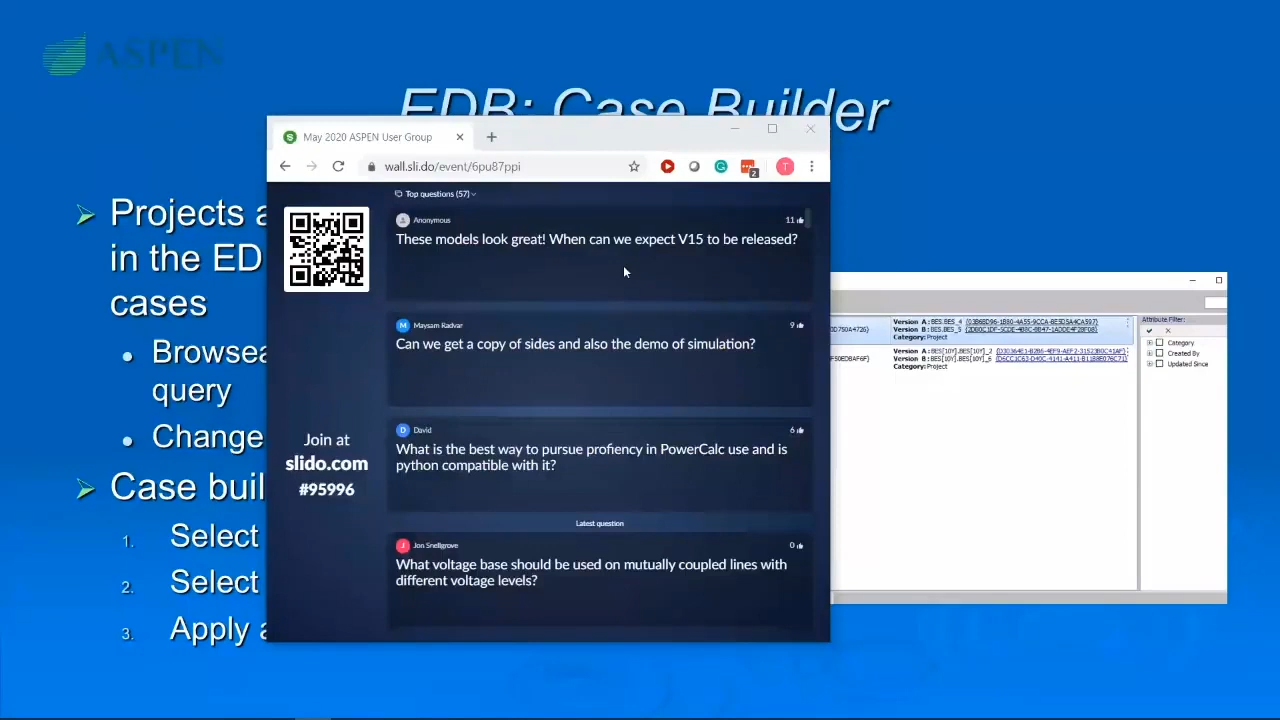 ASPEN
EDB: Case Builder
May 2020 ASPEN User Group
wall.sli.do/event/6pu87ppi
T
2
Top questions (57)
Anonymous
11
These models look great! When can we expect V15 to be released?
M
Maysam Radvar
9
Can we get a copy of sides and also the demo of simulation?
D
David
6
What is the best way to pursue profiency in PowerCalc use and is
python compatible with it?
Latest question
J
Jon Snellgrove
0
What voltage base should be used on mutually coupled lines with
different voltage levels?
Join at
slido.com
#95996
Projects a
in the ED
cases
Browsea
query
Change
Case buil
1. Select
2. Select
3. Apply a
Version A:
Version B:
Category: Project
Version A:
Version B:
Category: Project
Attribute Filter:
Category
Created By
Updated Since